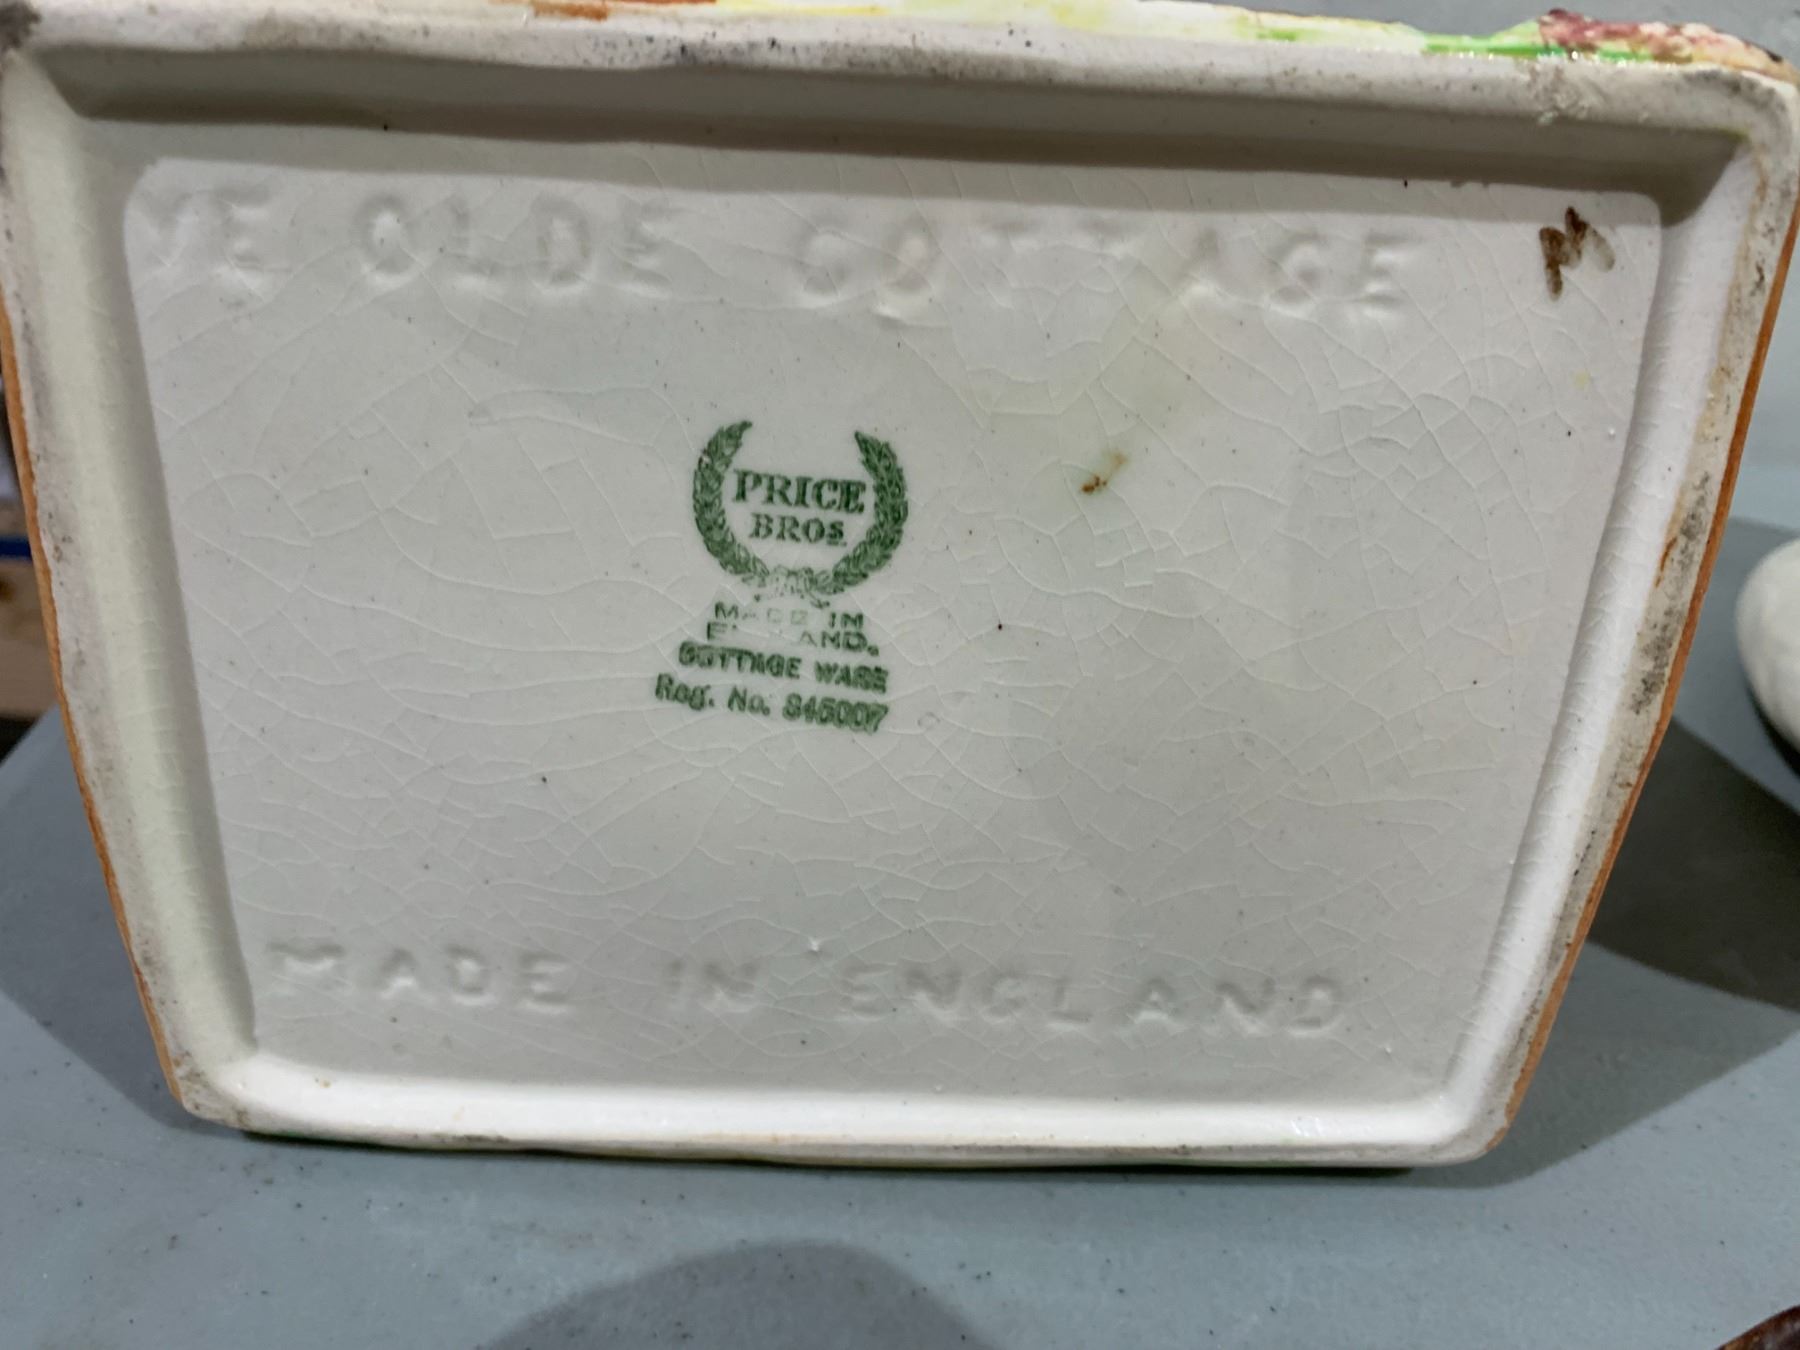 YE OLDE COTTAGE
M
PRICE
BROS
MADE IN
ENGLAND.
COTTAGE WARE
Reg. No. 845007
MADE IN ENGLAND